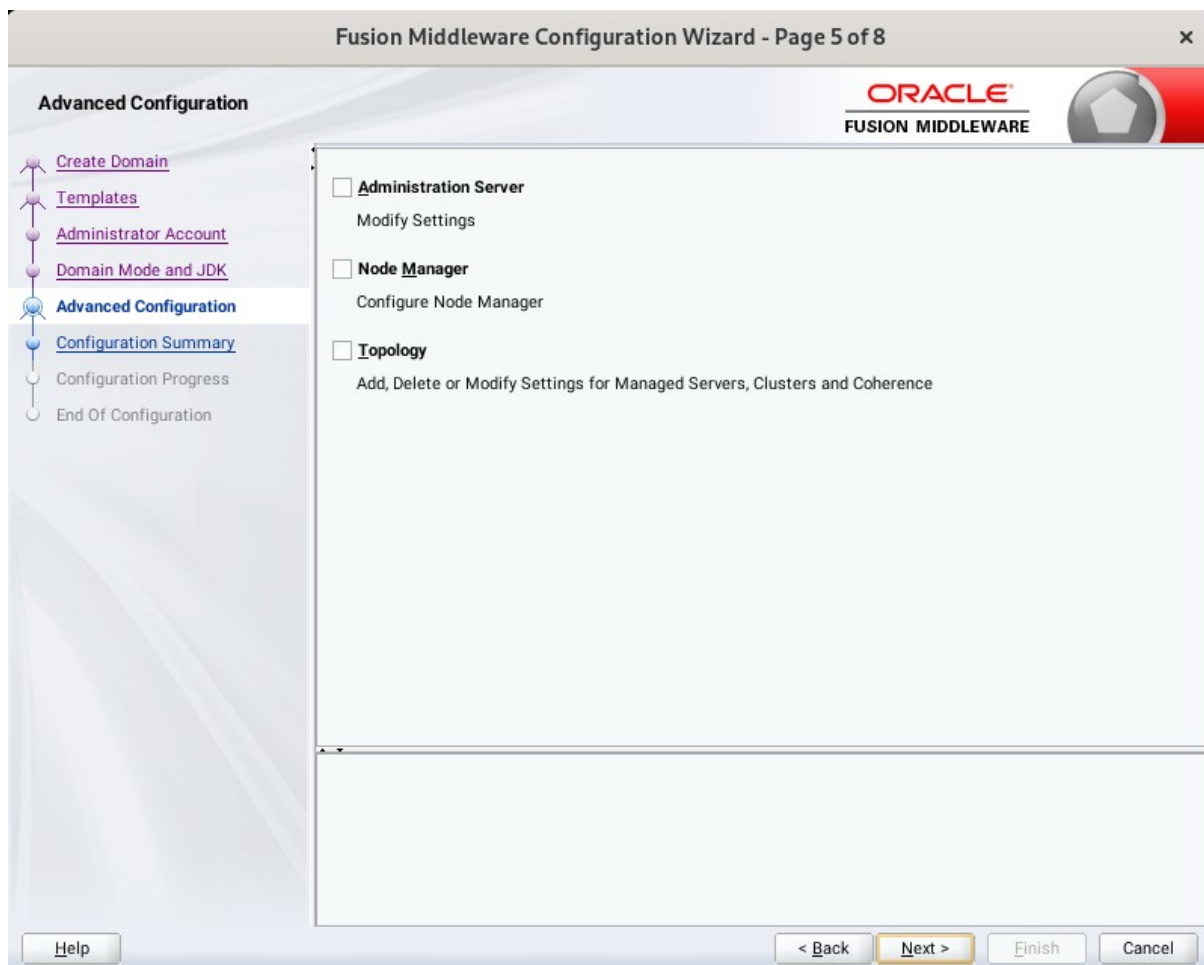 Fusion Middleware Configuration Wizard - Page 5 of 8
Advanced Configuration
ORACLE
FUSION MIDDLEWARE
Create Domain
Templates
Administrator Account
Domain Mode and JDK
Advanced Configuration
Configuration Summary
Configuration Progress
End Of Configuration
Administration Server
Modify Settings
Node Manager
Configure Node Manager
Topology
Add, Delete or Modify Settings for Managed Servers, Clusters and Coherence
Help
< Back
Next >
Finish
Cancel